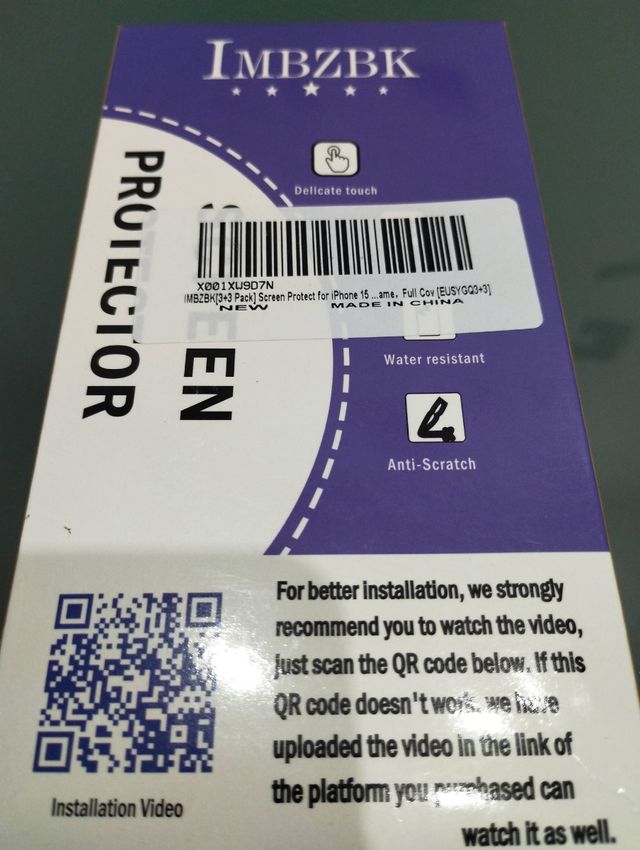 IMBZBK
Delicate touch
SCREEN
PROTECTOR
X001XW9D7N
IMBZBK[3+3 Pack] Screen Protect for iPhone 15 ...ame, Full Cov [EUSYGQ3+3]
NEW MADE IN CHINA
Water resistant
Anti-Scratch
For better installation, we strongly
recommend you to watch the video,
just scan the QR code below. If this
QR code doesn't work, we have
uploaded the video in the link of
the platform you purchased can
watch it as well.
Installation Video